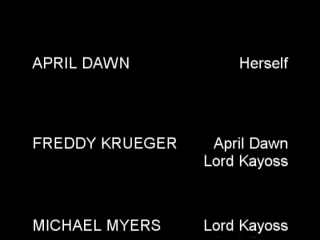 APRIL DAWN Herself
FREDDY KRUEGER April Dawn
Lord Kayoss
MICHAEL MYERS Lord Kayoss